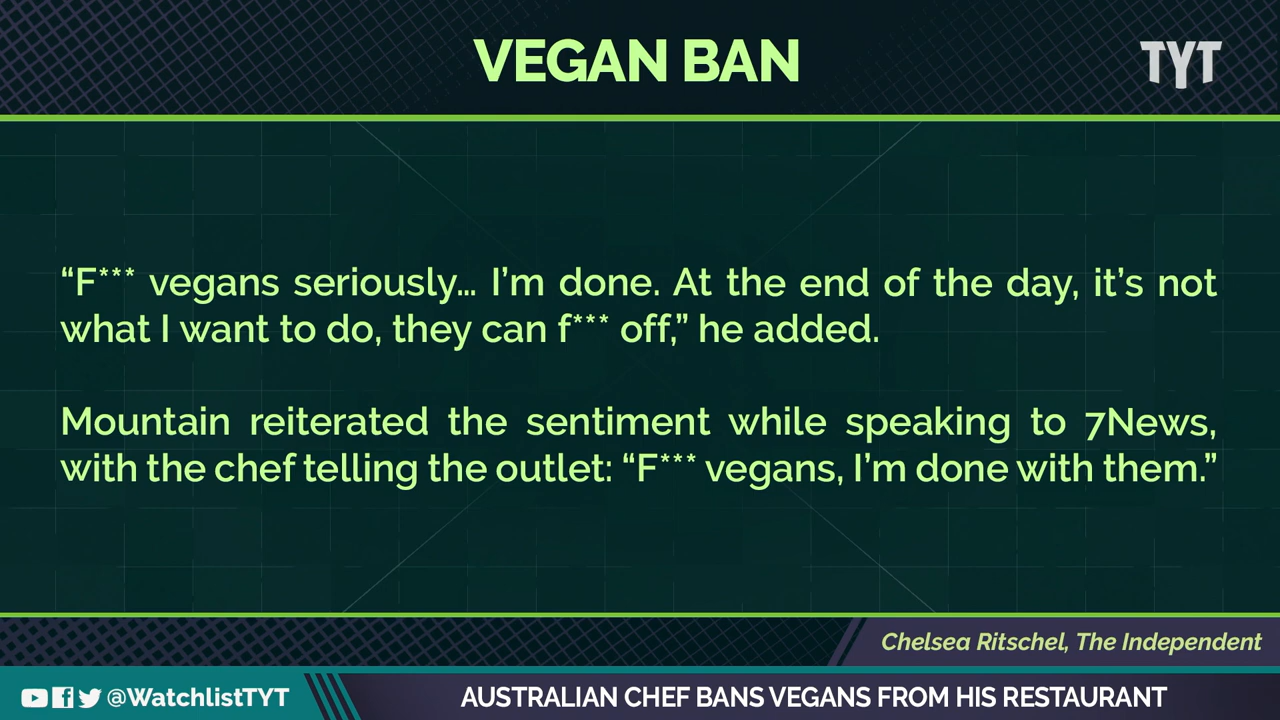 VEGAN BAN
TYT
“F*** vegans seriously... I’m done. At the end of the day, it’s not
what I want to do, they can f*** off,” he added.
Mountain reiterated the sentiment while speaking to 7News,
with the chef telling the outlet: “F*** vegans, I’m done with them.”
Chelsea Ritschel, The Independent
@WatchlistTYT
AUSTRALIAN CHEF BANS VEGANS FROM HIS RESTAURANT